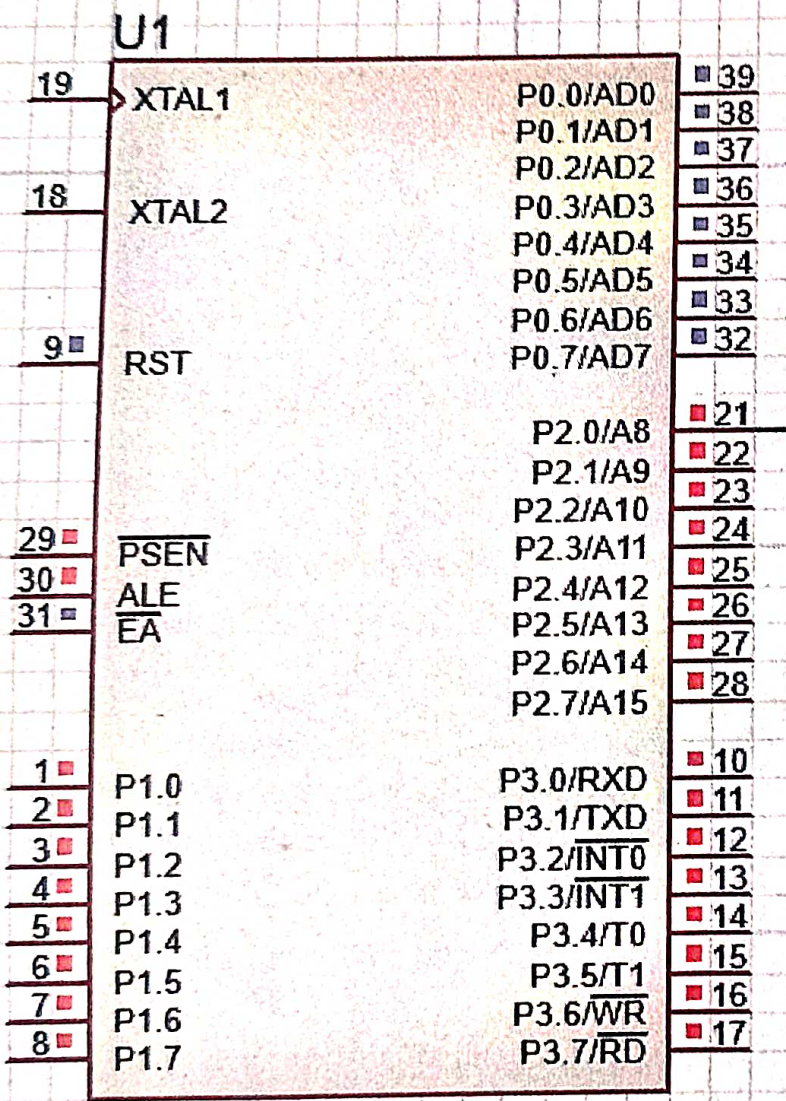 U1
19 XTAL1
18 XTAL2
9 RST
29 PSEN
30 ALE
31 EA
1 P1.0
2 P1.1
3 P1.2
4 P1.3
5 P1.4
6 P1.5
7 P1.6
8 P1.7
P0.0/AD0 39
P0.1/AD1 38
P0.2/AD2 37
P0.3/AD3 36
P0.4/AD4 35
P0.5/AD5 34
P0.6/AD6 33
P0.7/AD7 32
P2.0/A8 21
P2.1/A9 22
P2.2/A10 23
P2.3/A11 24
P2.4/A12 25
P2.5/A13 26
P2.6/A14 27
P2.7/A15 28
P3.0/RXD 10
P3.1/TXD 11
P3.2/INT0 12
P3.3/INT1 13
P3.4/T0 14
P3.5/T1 15
P3.6/WR 16
P3.7/RD 17